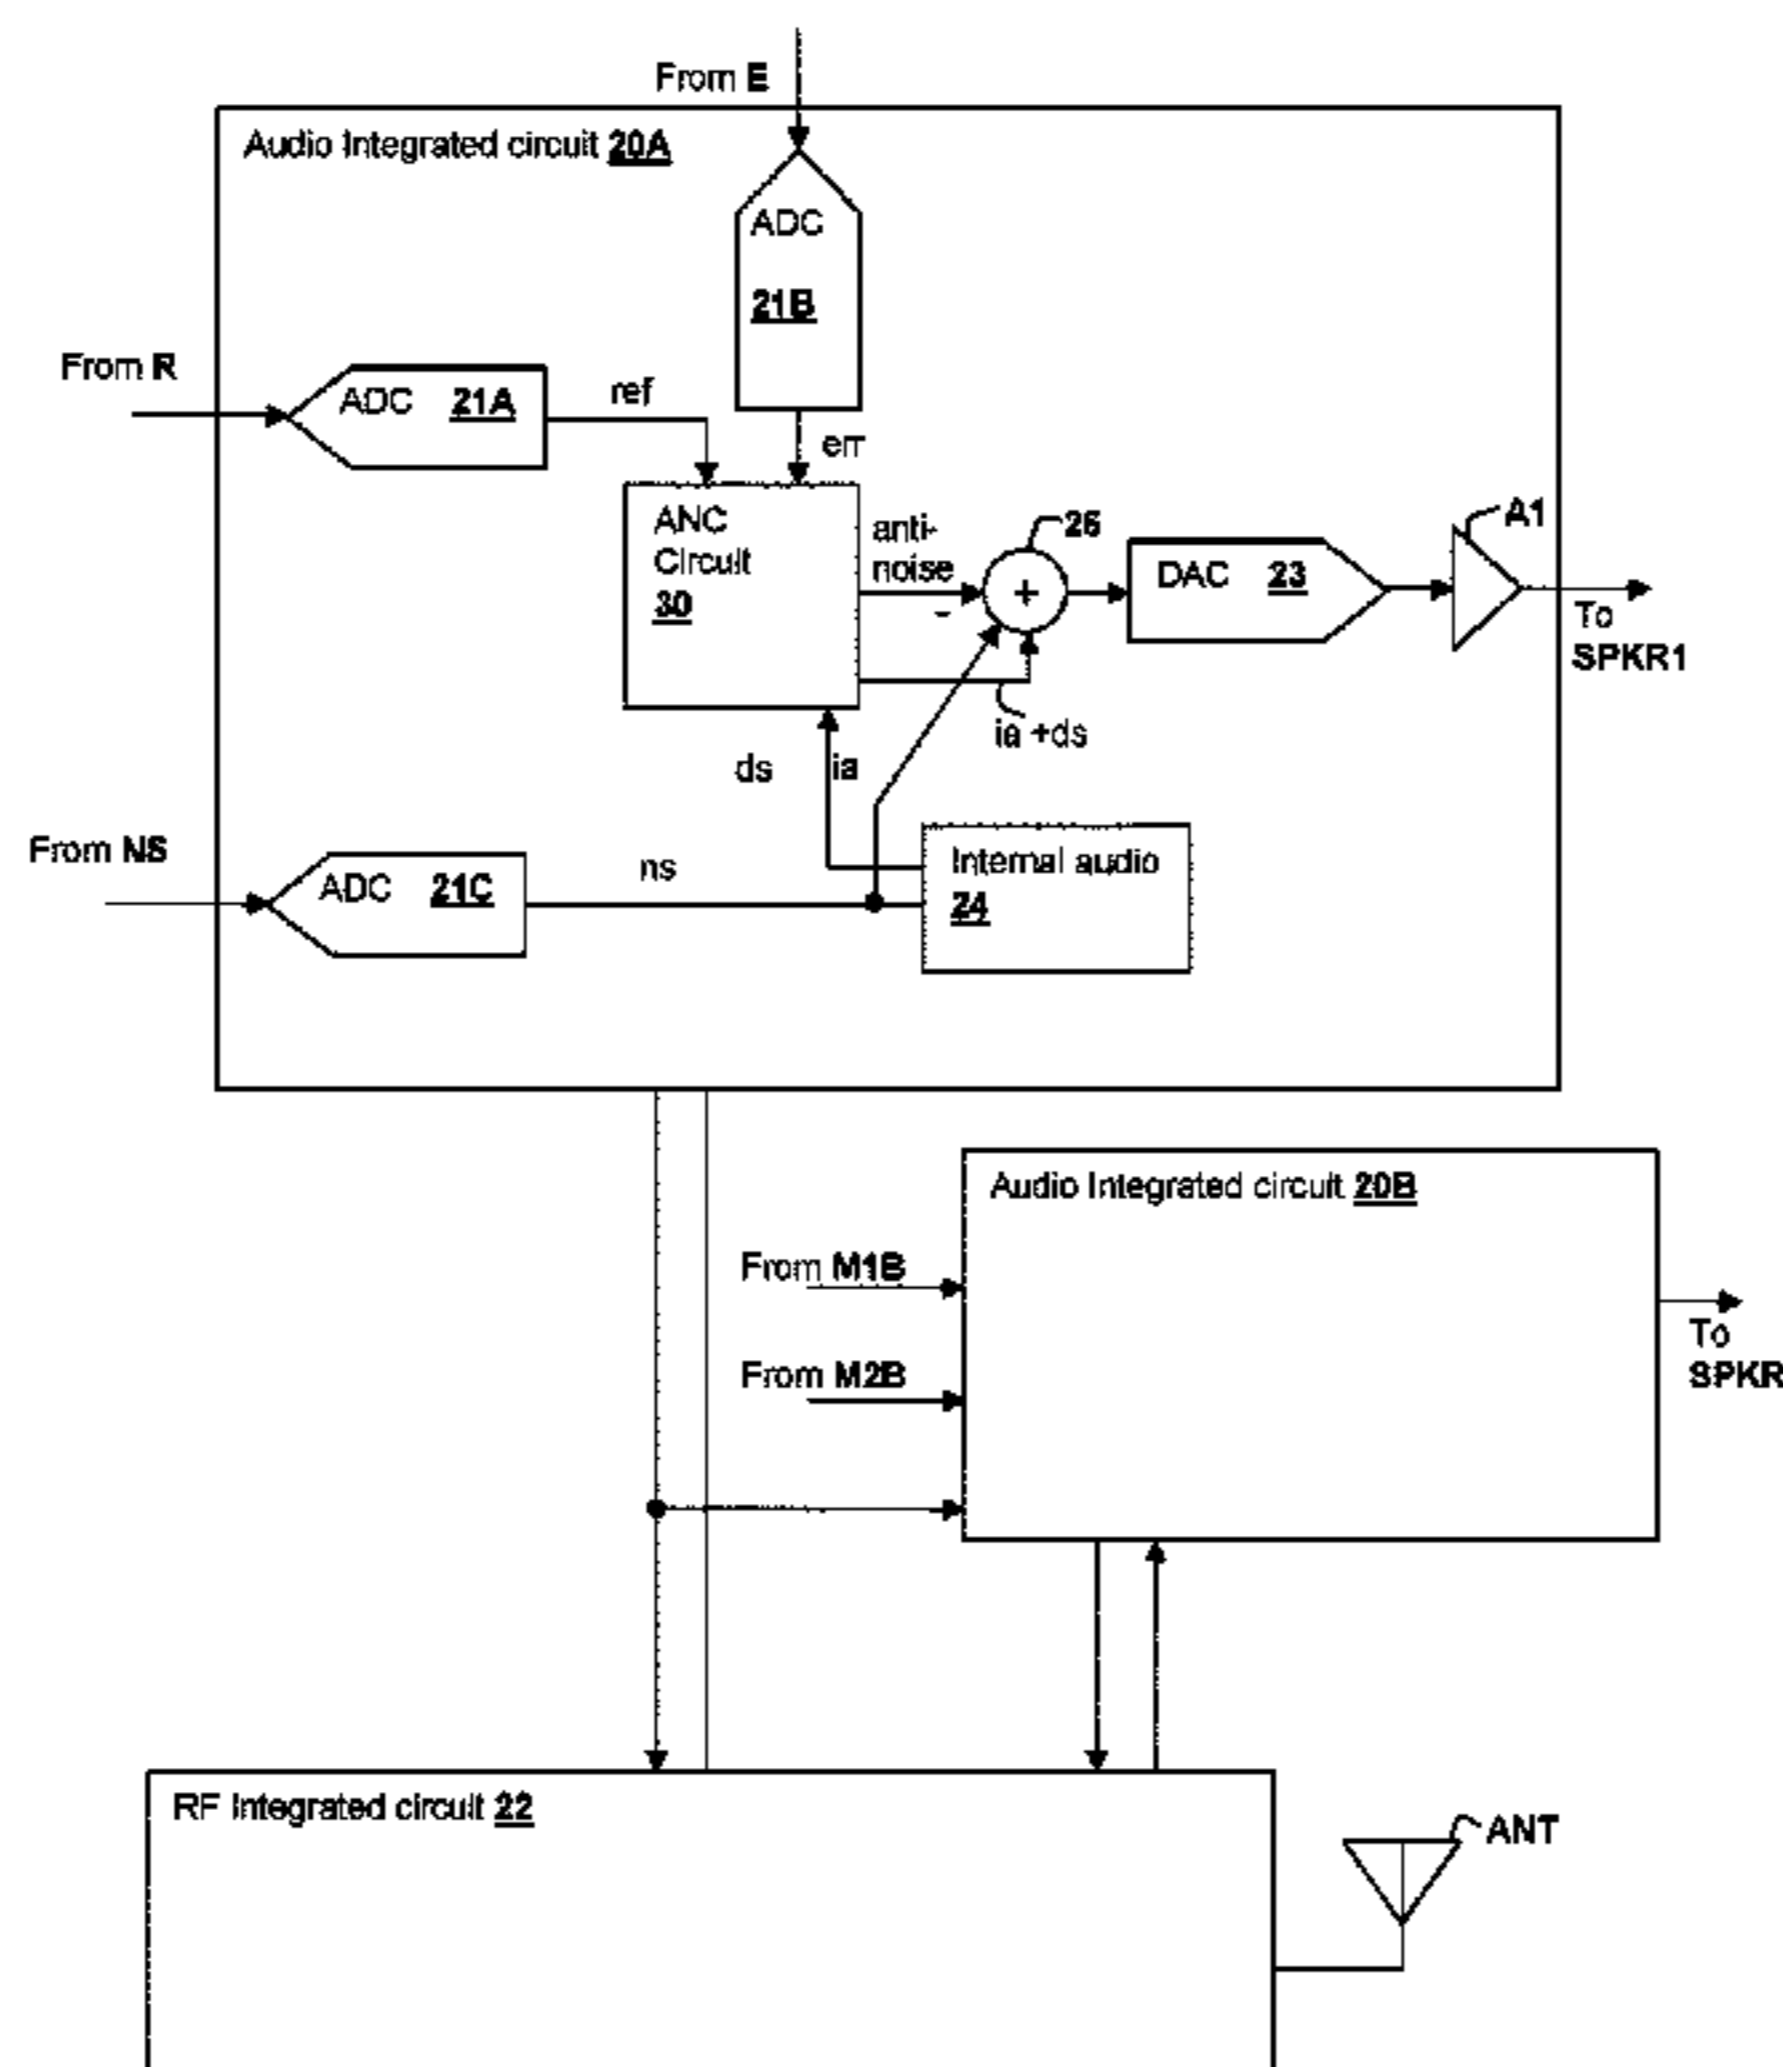 From E
Audio Integrated circuit 20A
ADC
21B
From R
ADC 21A
ref
err
ANC
Circuit
30
anti-
noise
-
26
+
DAC 23
A1
To
SPKR1
ia +ds
ds
ia
From NS
ADC 21C
ns
Internal audio
24
Audio Integrated circuit 20B
From M1B
From M2B
To
SPKR
RF Integrated circuit 22
ANT